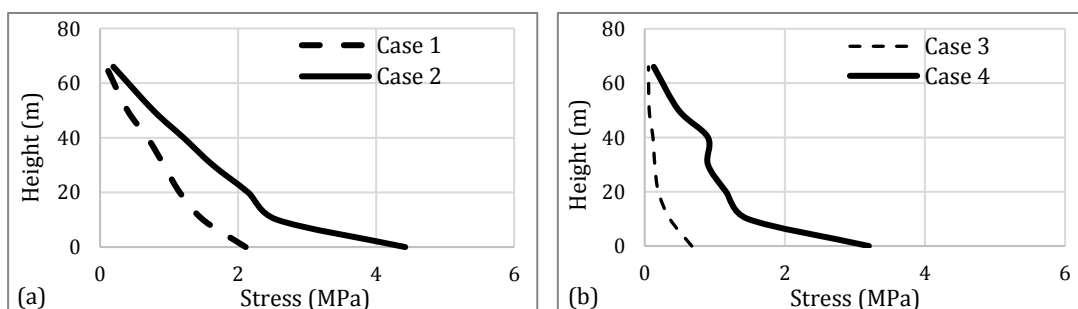 80
60
40
20
0
Height (m)
0 2 4 6
Stress (MPa)
Case 1
Case 2
(a)
80
60
40
20
0
Height (m)
0 2 4 6
Stress (MPa)
Case 3
Case 4
(b)